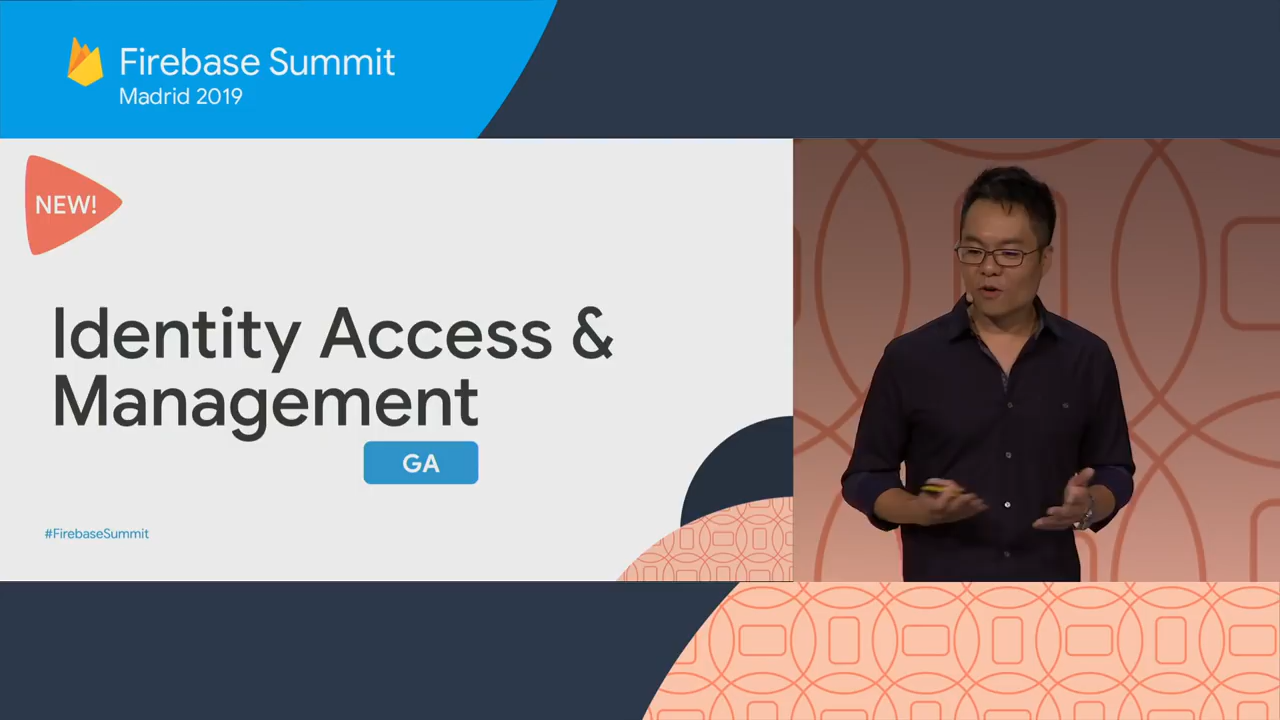 Firebase Summit
Madrid 2019
NEW!
Identity Access &
Management
GA
#FirebaseSummit